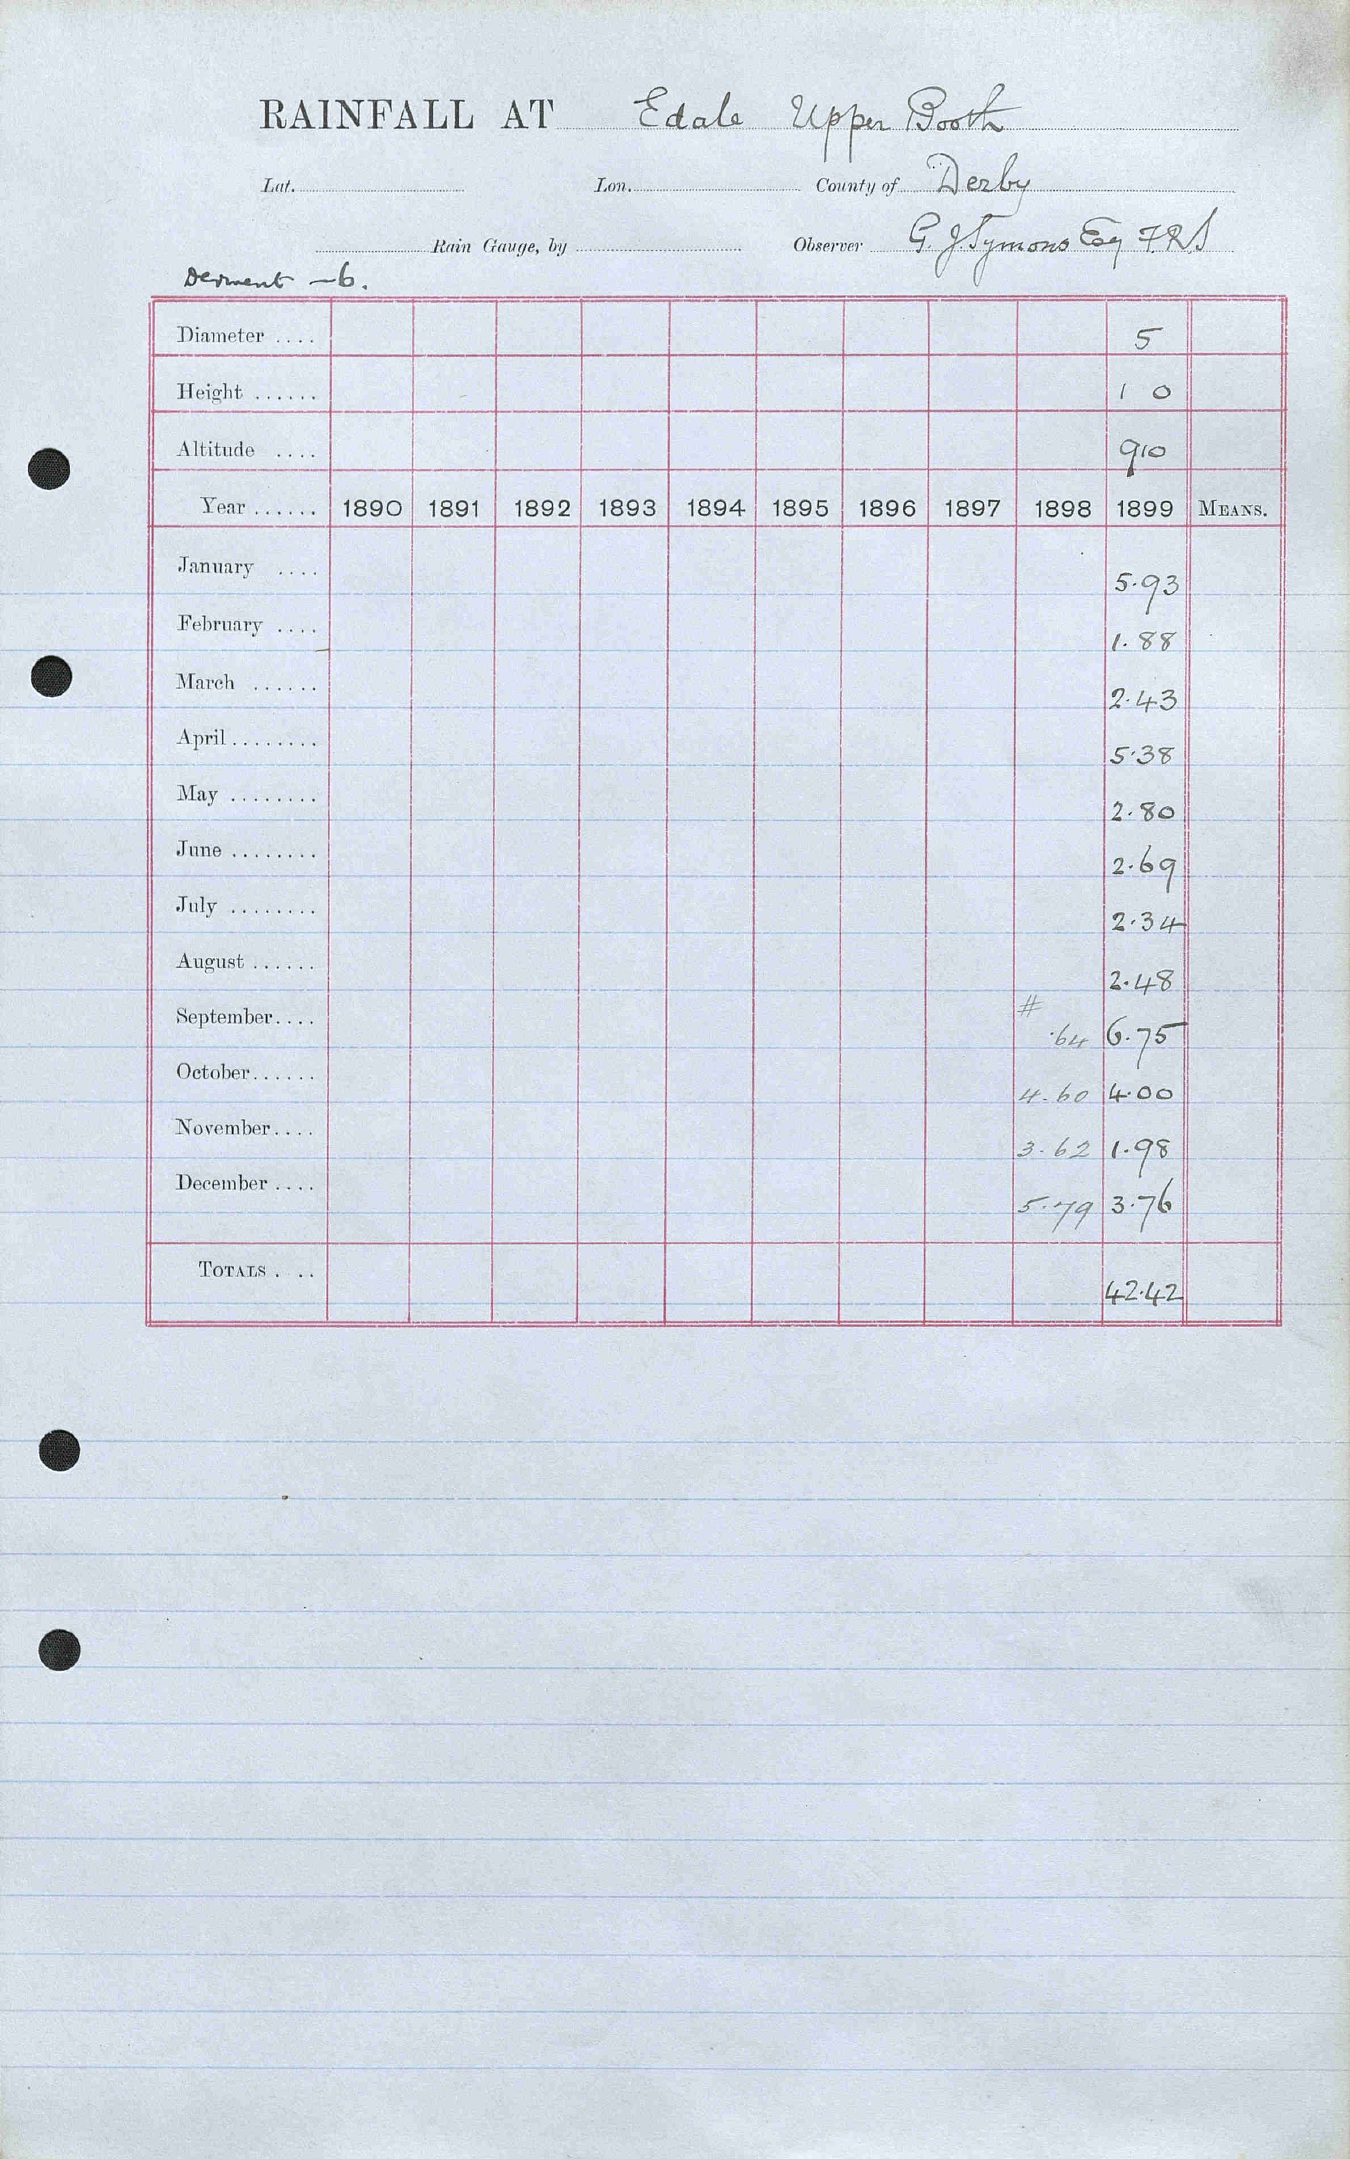 RAINFALL AT Edale Upper Booth
Lat. Lon. County of Derby
Rain Gauge, by Observer G. J. Symons Esq F.R.S
Derwent —6.
Diameter .... 5
Height ...... 1 0
Altitude .... 910
Year ...... 1890 1891 1892 1893 1894 1895 1896 1897 1898 1899 MEANS.
January .... 5.93
February .... 1.88
March ...... 2.43
April ........ 5.38
May ........ 2.80
June ........ 2.69
July ........ 2.34
August ...... 2.48
#
September.... .64 6.75
October...... 4.60 4.00
November.... 3.62 1.98
December .... 5.79 3.76
TOTALS . .. 42.42